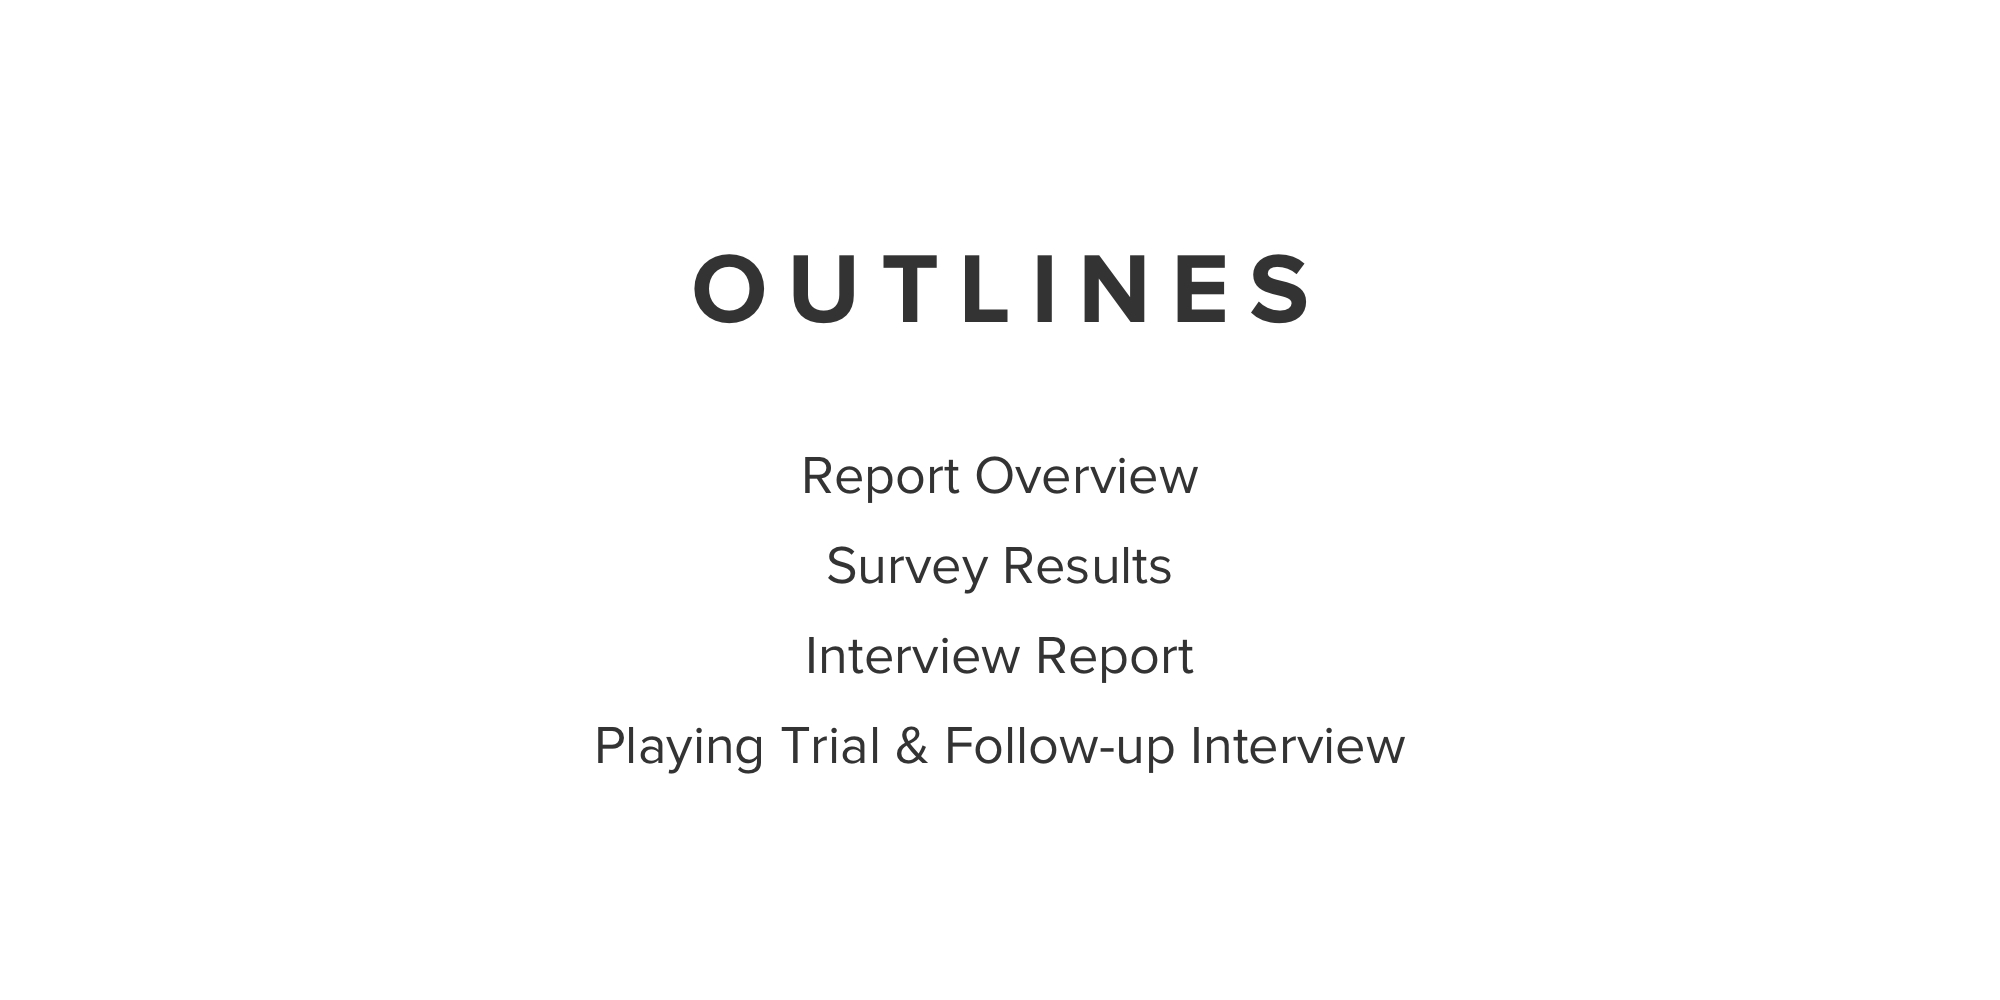 OUTLINES
Report Overview
Survey Results
Interview Report
Playing Trial & Follow-up Interview